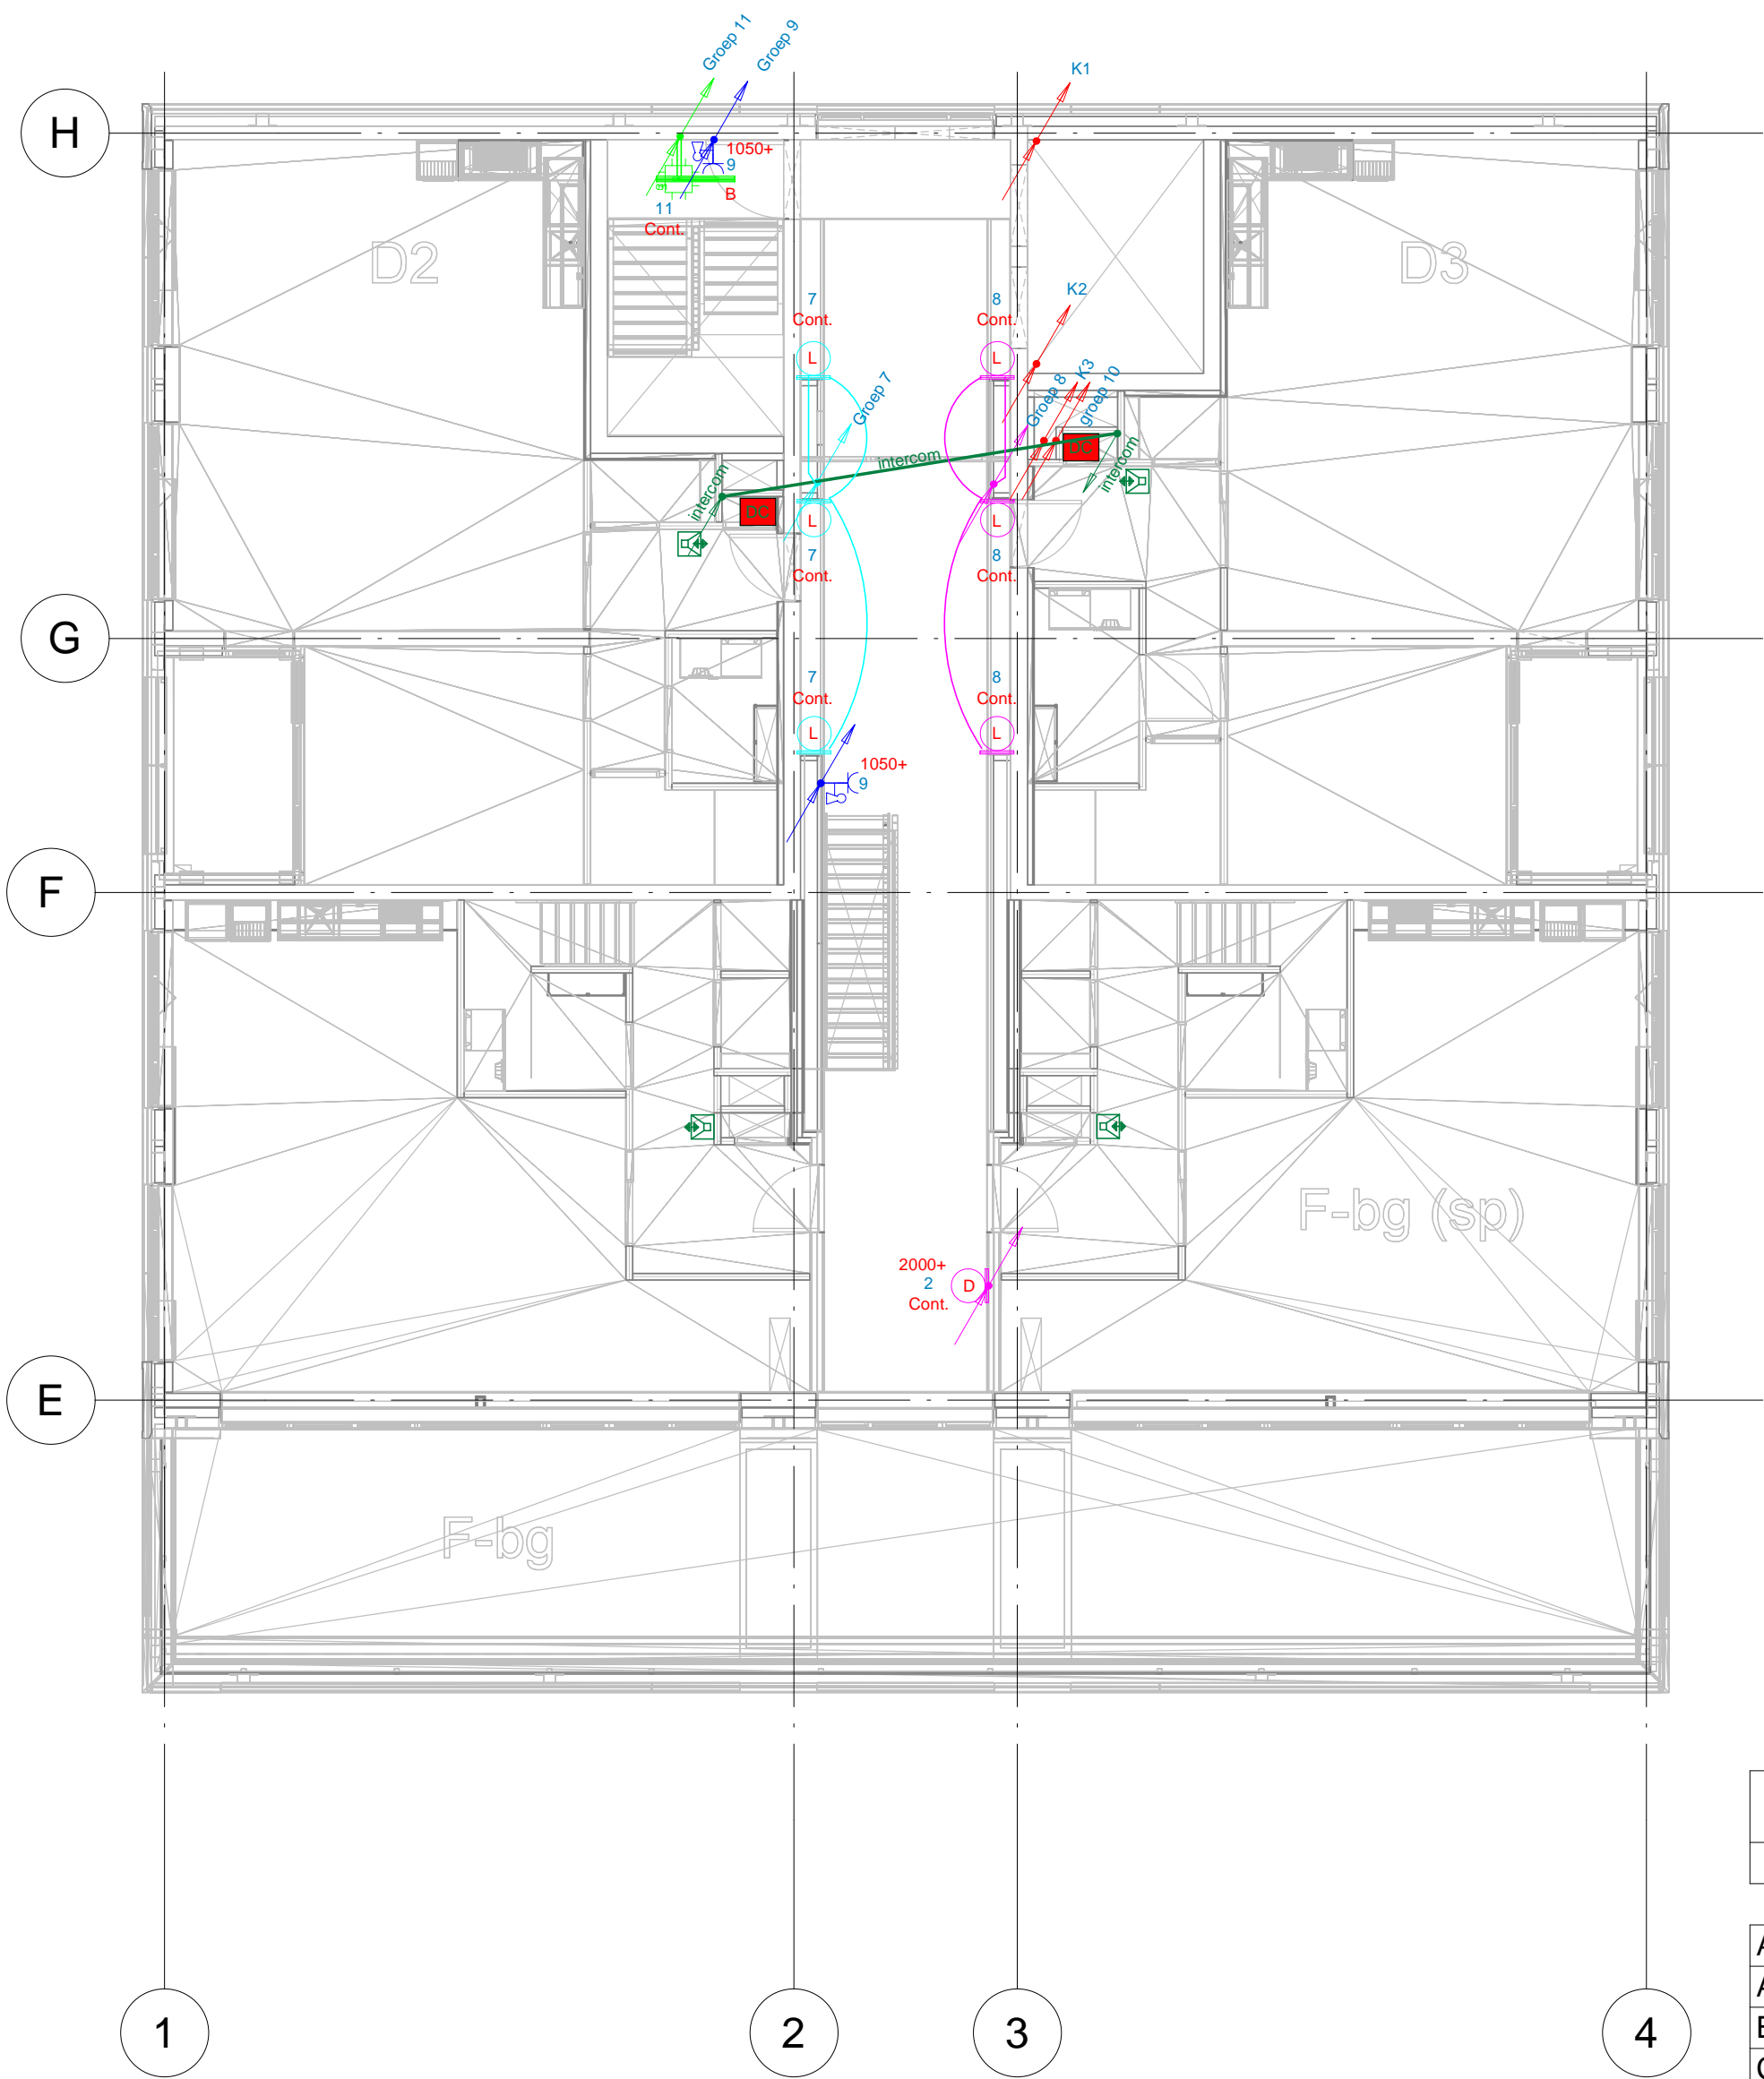 Groep 11
Groep 9
K1
H
1050+
9
B
11
Cont.
D2
D3
K2
7
Cont.
8
Cont.
L
L
Groep 7
Groep 8
K3
groep 10
intercom
intercom
intercom
DC
DC
L
L
7
Cont.
8
Cont.
G
7
Cont.
8
Cont.
L
L
1050+
9
F
F-bg (sp)
2000+
2
Cont.
D
E
F-bg
1
2
3
4